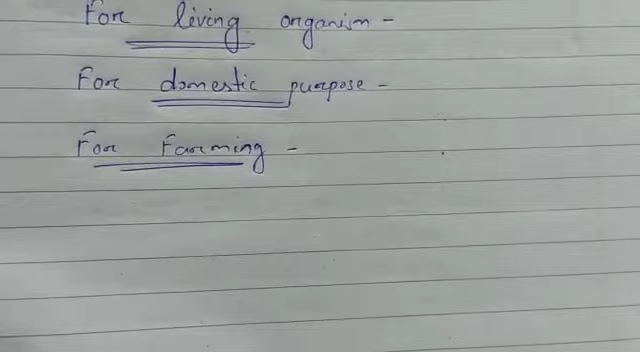 For living organism -
For domestic purpose -
For Farming -